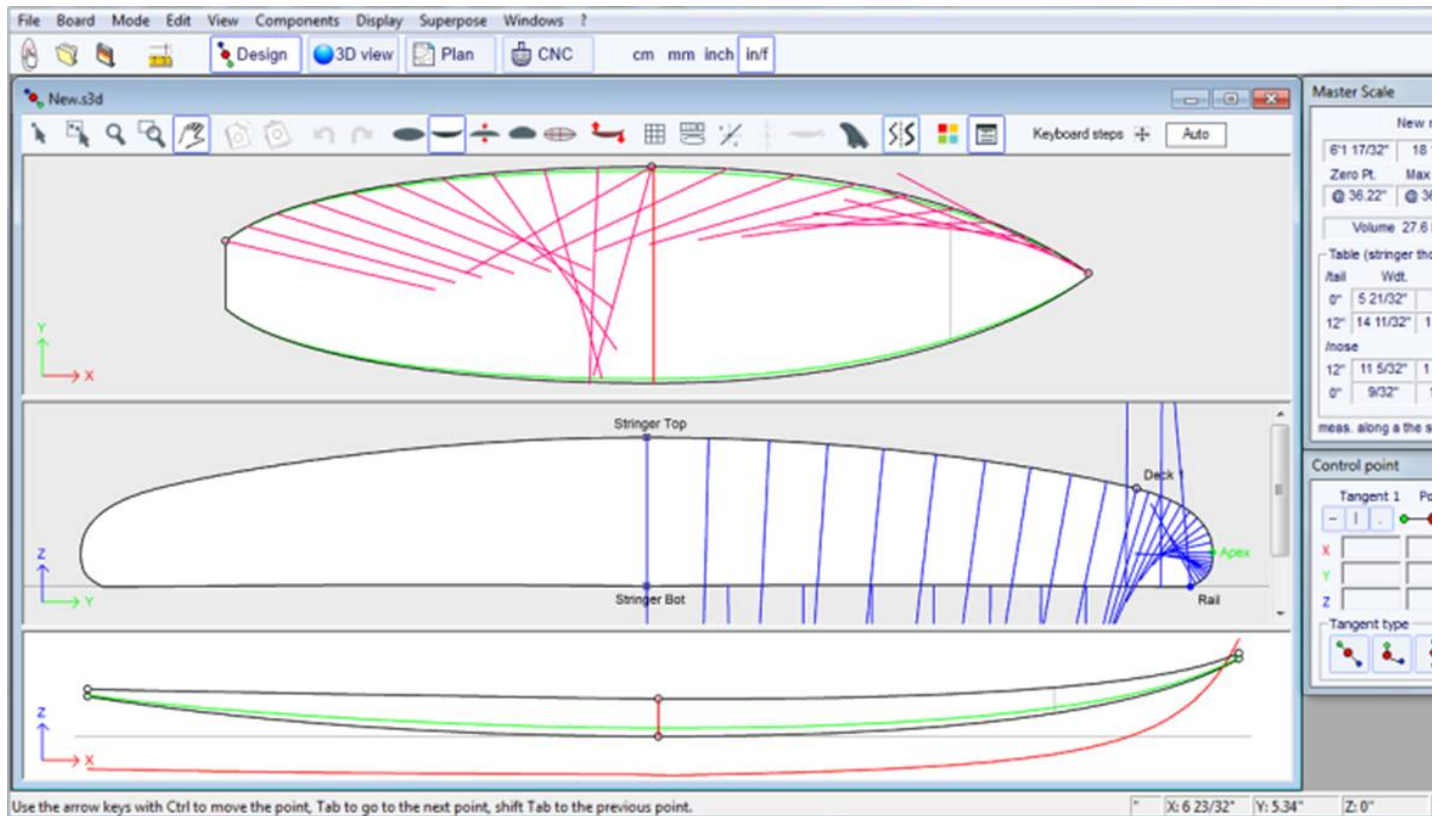 File Board Mode Edit View Components Display Superpose Windows ?
Design 3D view Plan CNC cm mm inch in/f
New.s3d
Keyboard steps Auto
Y
X
Stringer Top
Deck 1
Apex
Z
Y
Stringer Bot
Rail
Z
X
Master Scale
New
6'1 17/32" 18
Zero Pt. Max
@ 36.22" @ 36
Volume 27.6
Table (stringer
/tail Wdt.
0" 5 21/32"
12" 14 11/32" 1
/nose
12" 11 5/32" 1
0" 9/32"
meas. along a the s
Control point
Tangent 1 Po
X
Y
Z
Tangent type
Use the arrow keys with Ctrl to move the point, Tab to go to the next point, shift Tab to the previous point. " X: 6 23/32" Y: 5.34" Z: 0"